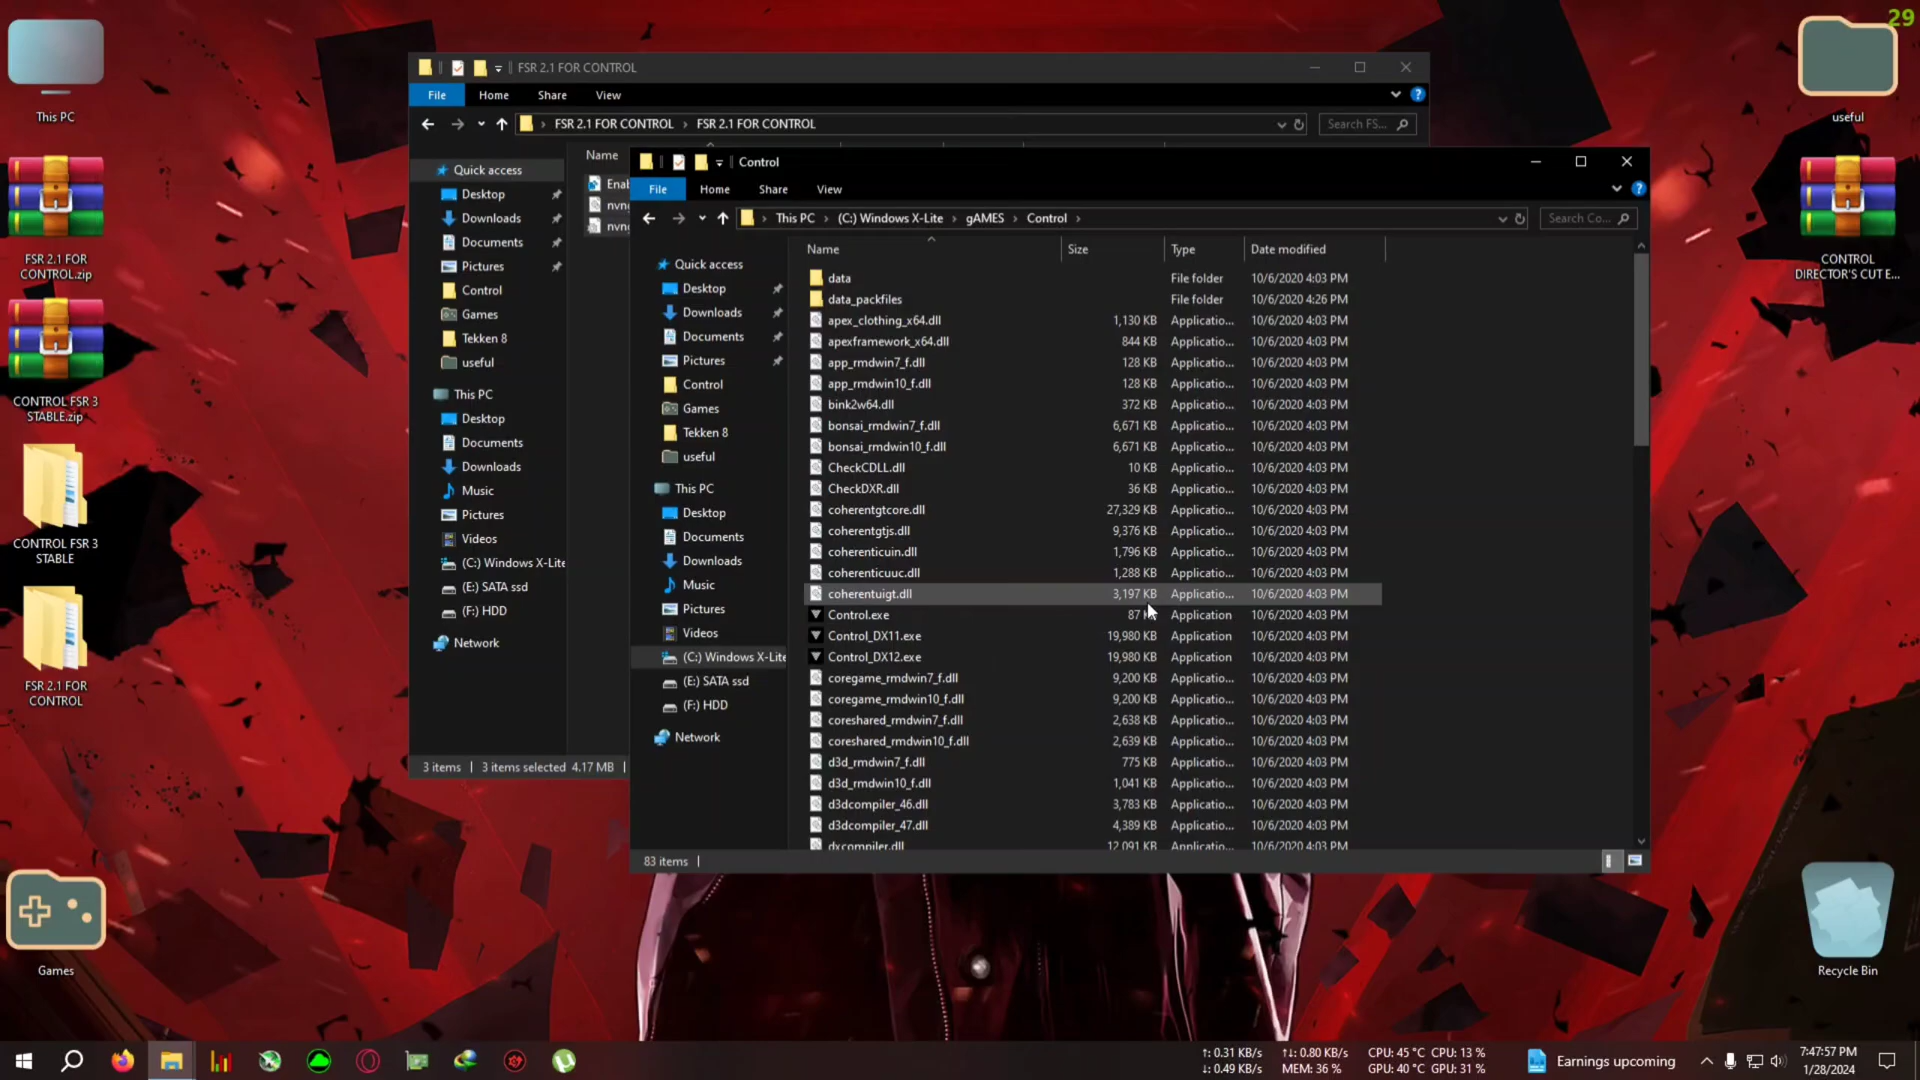 29
This PC
FSR 2.1 FOR
CONTROL.zip
CONTROL FSR 3
STABLE.zip
CONTROL FSR 3
STABLE
FSR 2.1 FOR
CONTROL
Games
useful
CONTROL
DIRECTOR'S CUT E...
Recycle Bin
FSR 2.1 FOR CONTROL
File Home Share View
FSR 2.1 FOR CONTROL › FSR 2.1 FOR CONTROL
Search FS...
Name
Quick access
Desktop
Downloads
Documents
Pictures
Control
Games
Tekken 8
useful
This PC
Desktop
Documents
Downloads
Music
Pictures
Videos
(C:) Windows X-Lite
(E:) SATA ssd
(F:) HDD
Network
3 items | 3 items selected 4.17 MB |
Control
File Home Share View
This PC › (C:) Windows X-Lite › gAMES › Control ›
Search Co...
Quick access
Desktop
Downloads
Documents
Pictures
Control
Games
Tekken 8
useful
This PC
Desktop
Documents
Downloads
Music
Pictures
Videos
(C:) Windows X-Lite
(E:) SATA ssd
(F:) HDD
Network
Name Size Type Date modified
data File folder 10/6/2020 4:03 PM
data_packfiles File folder 10/6/2020 4:26 PM
apex_clothing_x64.dll 1,130 KB Applicatio... 10/6/2020 4:03 PM
apexframework_x64.dll 844 KB Applicatio... 10/6/2020 4:03 PM
app_rmdwin7_f.dll 128 KB Applicatio... 10/6/2020 4:03 PM
app_rmdwin10_f.dll 128 KB Applicatio... 10/6/2020 4:03 PM
bink2w64.dll 372 KB Applicatio... 10/6/2020 4:03 PM
bonsai_rmdwin7_f.dll 6,671 KB Applicatio... 10/6/2020 4:03 PM
bonsai_rmdwin10_f.dll 6,671 KB Applicatio... 10/6/2020 4:03 PM
CheckCDLL.dll 10 KB Applicatio... 10/6/2020 4:03 PM
CheckDXR.dll 36 KB Applicatio... 10/6/2020 4:03 PM
coherentgtcore.dll 27,329 KB Applicatio... 10/6/2020 4:03 PM
coherentgtjs.dll 9,376 KB Applicatio... 10/6/2020 4:03 PM
coherenticuin.dll 1,796 KB Applicatio... 10/6/2020 4:03 PM
coherenticuuc.dll 1,288 KB Applicatio... 10/6/2020 4:03 PM
coherentuigt.dll 3,197 KB Applicatio... 10/6/2020 4:03 PM
Control.exe 87 Application 10/6/2020 4:03 PM
Control_DX11.exe 19,980 KB Application 10/6/2020 4:03 PM
Control_DX12.exe 19,980 KB Application 10/6/2020 4:03 PM
coregame_rmdwin7_f.dll 9,200 KB Applicatio... 10/6/2020 4:03 PM
coregame_rmdwin10_f.dll 9,200 KB Applicatio... 10/6/2020 4:03 PM
coreshared_rmdwin7_f.dll 2,638 KB Applicatio... 10/6/2020 4:03 PM
coreshared_rmdwin10_f.dll 2,639 KB Applicatio... 10/6/2020 4:03 PM
d3d_rmdwin7_f.dll 775 KB Applicatio... 10/6/2020 4:03 PM
d3d_rmdwin10_f.dll 1,041 KB Applicatio... 10/6/2020 4:03 PM
d3dcompiler_46.dll 3,783 KB Applicatio... 10/6/2020 4:03 PM
d3dcompiler_47.dll 4,389 KB Applicatio... 10/6/2020 4:03 PM
dxcompiler.dll 12,091 KB Applicatio... 10/6/2020 4:03 PM
83 items |
↑: 0.31 KB/s ↑↓: 0.80 KB/s CPU: 45 °C CPU: 13 %
↓: 0.49 KB/s MEM: 36 % GPU: 40 °C GPU: 31 %
Earnings upcoming
7:47:57 PM
1/28/2024